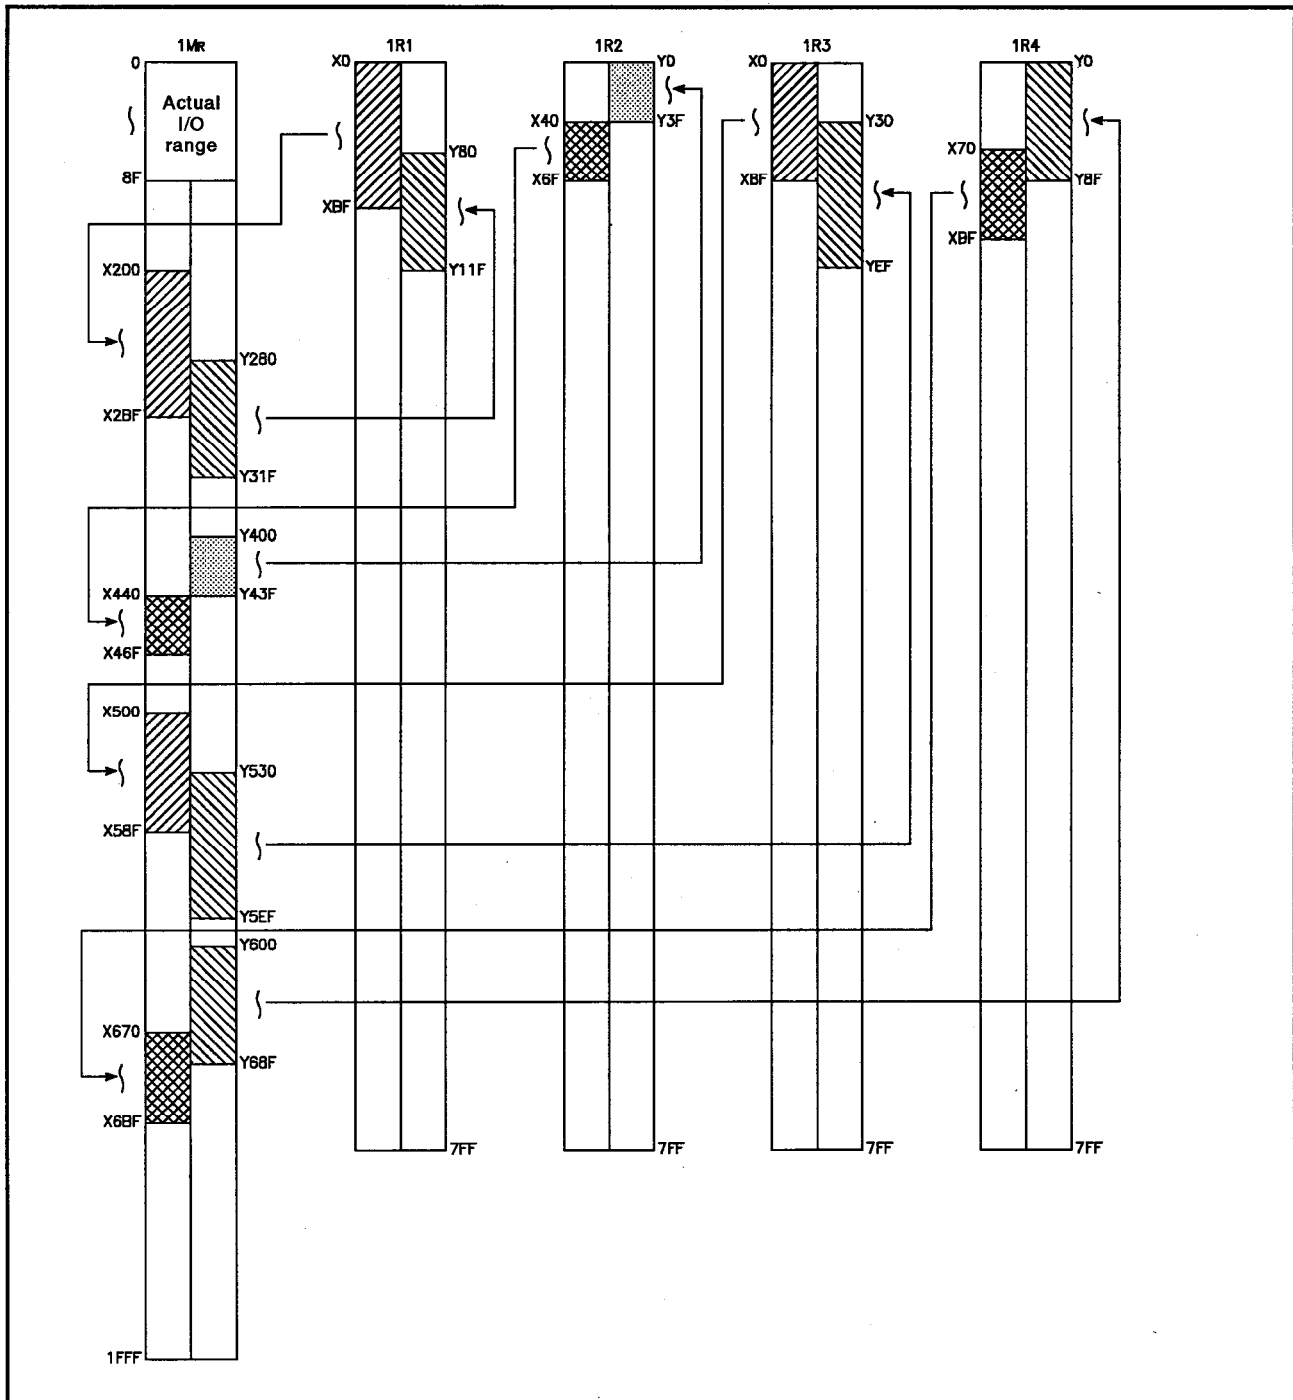 1MR 1R1 1R2 1R3 1R4
0 X0 Y0 X0 Y0
Actual
I/O
range
X40 Y3F Y30
Y80 X70
8F X6F XBF Y8F
XBF
XBF
X200 Y11F YEF
Y280
X2BF
Y31F
Y400
X440 Y43F
X46F
X500
Y530
X58F
Y5EF
Y600
X670
Y68F
X6BF
7FF 7FF 7FF 7FF
1FFF